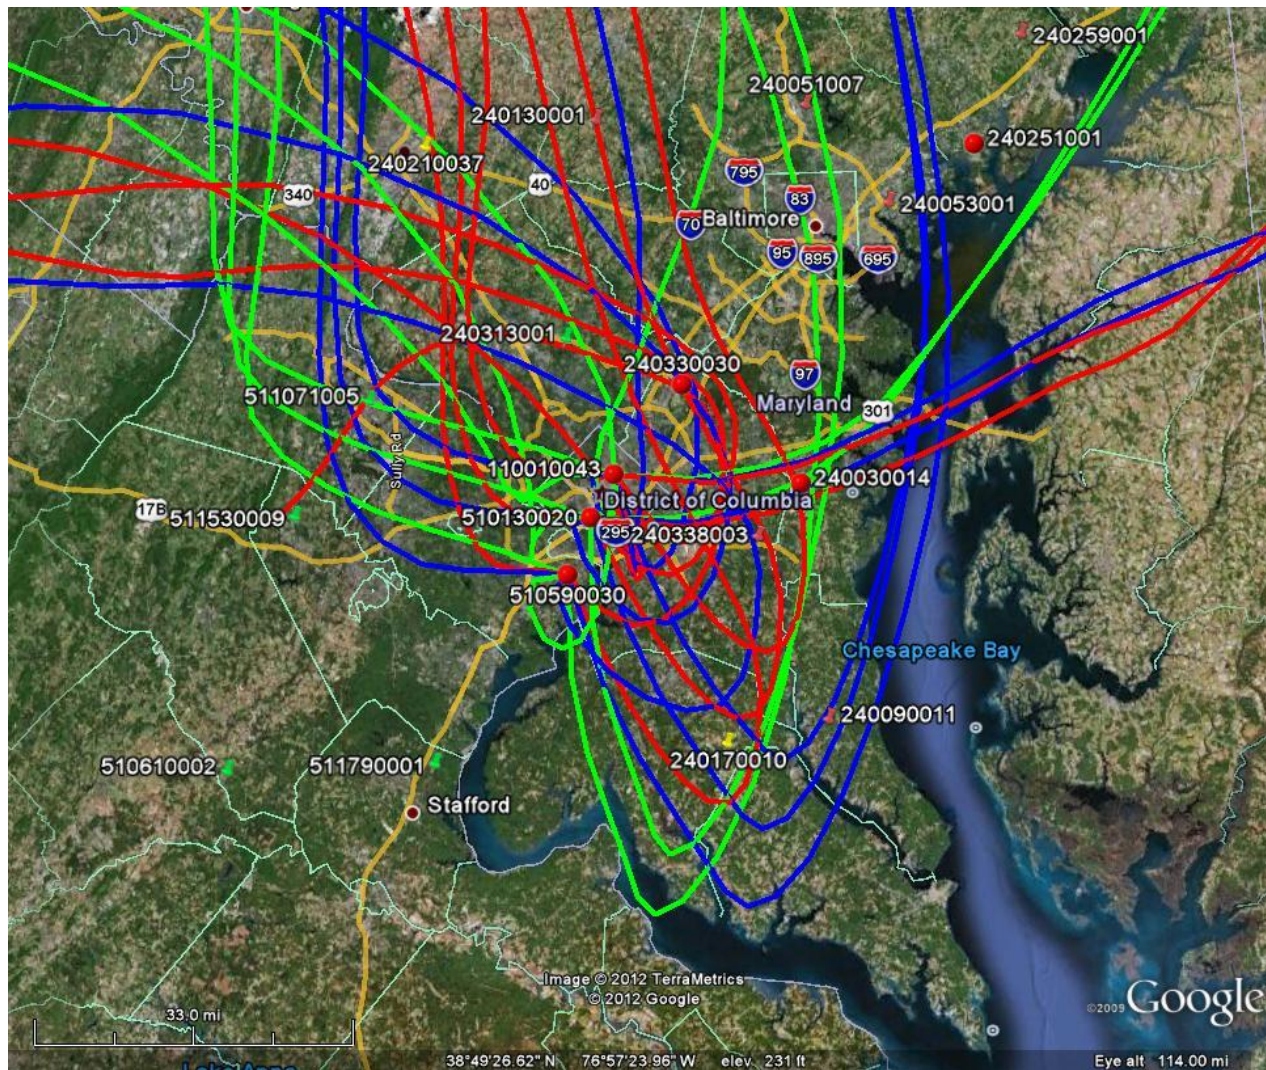 240259001
240051007
240130001
240251001
240210037
795
40
83
340
240053001
70
Baltimore
95
895
695
240313001
240330030
97
511071005
Maryland
301
Sully Rd
110010043
240030014
District of Columbia
17B
511530009
510130020
295
240338003
510590030
Chesapeake Bay
240090011
240170010
510610002
511790001
Stafford
Image © 2012 TerraMetrics
© 2012 Google
©2009 Google
33.0 mi
38°49'26.62" N 76°57'23.96" W elev 231 ft
Eye alt 114.00 mi